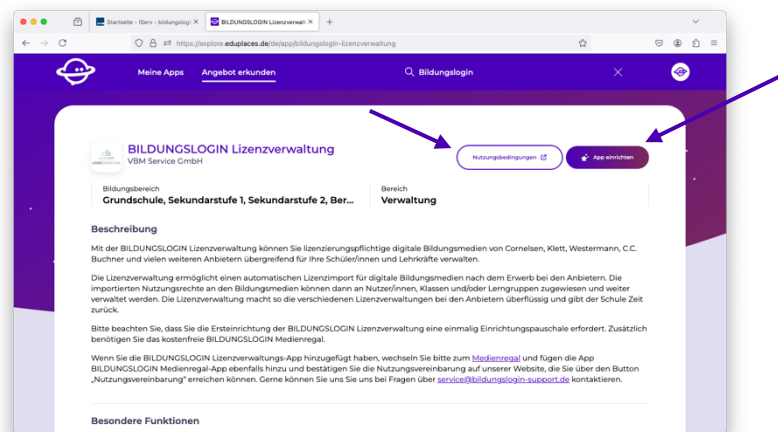 Startseite - IServ - bildungslogi
BILDUNGSLOGIN Lizenzverwalt
https://explore.eduplaces.de/de/app/bildungslogin-lizenzverwaltung
Meine Apps
Angebot erkunden
Bildungslogin
BILDUNGSLOGIN Lizenzverwaltung
VBM Service GmbH
Nutzungsbedingungen
App einrichten
Bildungsbereich
Grundschule, Sekundarstufe 1, Sekundarstufe 2, Ber...
Bereich
Verwaltung
Beschreibung
Mit der BILDUNGSLOGIN Lizenzverwaltung können Sie lizenzierungspflichtige digitale Bildungsmedien von Cornelsen, Klett, Westermann, C.C.
Buchner und vielen weiteren Anbietern übergreifend für Ihre Schüler/innen und Lehrkräfte verwalten.
Die Lizenzverwaltung ermöglicht einen automatischen Lizenzimport für digitale Bildungsmedien nach dem Erwerb bei den Anbietern. Die
importierten Nutzungsrechte an den Bildungsmedien können dann an Nutzer/innen, Klassen und/oder Lerngruppen zugewiesen und weiter
verwaltet werden. Die Lizenzverwaltung macht so die verschiedenen Lizenzverwaltungen bei den Anbietern überflüssig und gibt der Schule Zeit
zurück.
Bitte beachten Sie, dass Sie die Ersteinrichtung der BILDUNGSLOGIN Lizenzverwaltung eine einmalig Einrichtungspauschale erfordert. Zusätzlich
benötigen Sie das kostenfreie BILDUNGSLOGIN Medienregal.
Wenn Sie die BILDUNGSLOGIN Lizenzverwaltungs-App hinzugefügt haben, wechseln Sie bitte zum Medienregal und fügen die App
BILDUNGSLOGIN Medienregal-App ebenfalls hinzu und bestätigen Sie die Nutzungsvereinbarung auf unserer Website, die Sie über den Button
„Nutzungsvereinbarung" erreichen können. Gerne können Sie uns Sie uns bei Fragen über service@bildungslogin-support.de kontaktieren.
Besondere Funktionen